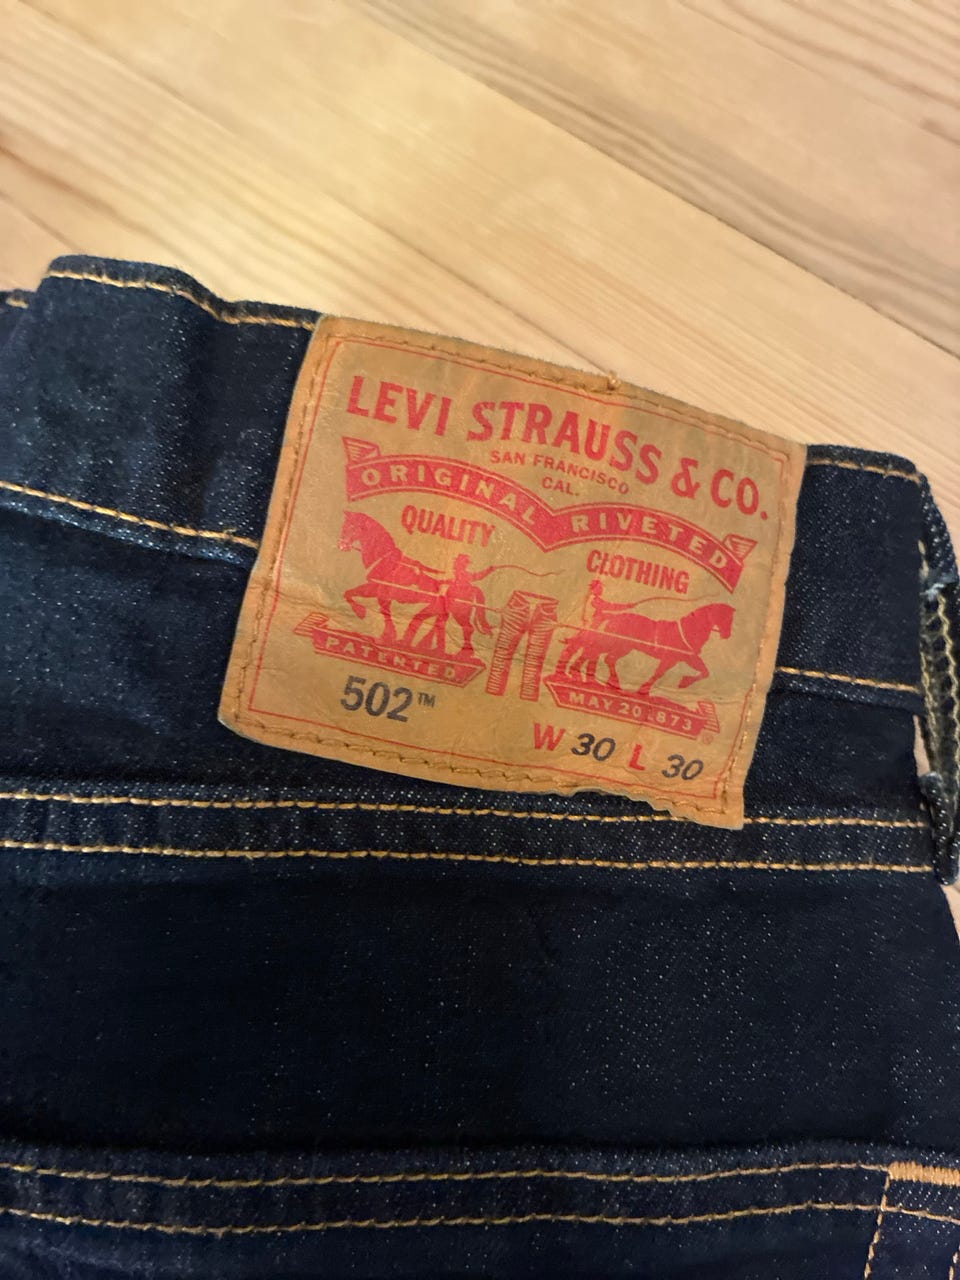 LEVI STRAUSS & CO.
SAN FRANCISCO
CAL.
ORIGINAL RIVETED
QUALITY
CLOTHING
PATENTED
MAY 20 1873
®
502™
W 30 L 30